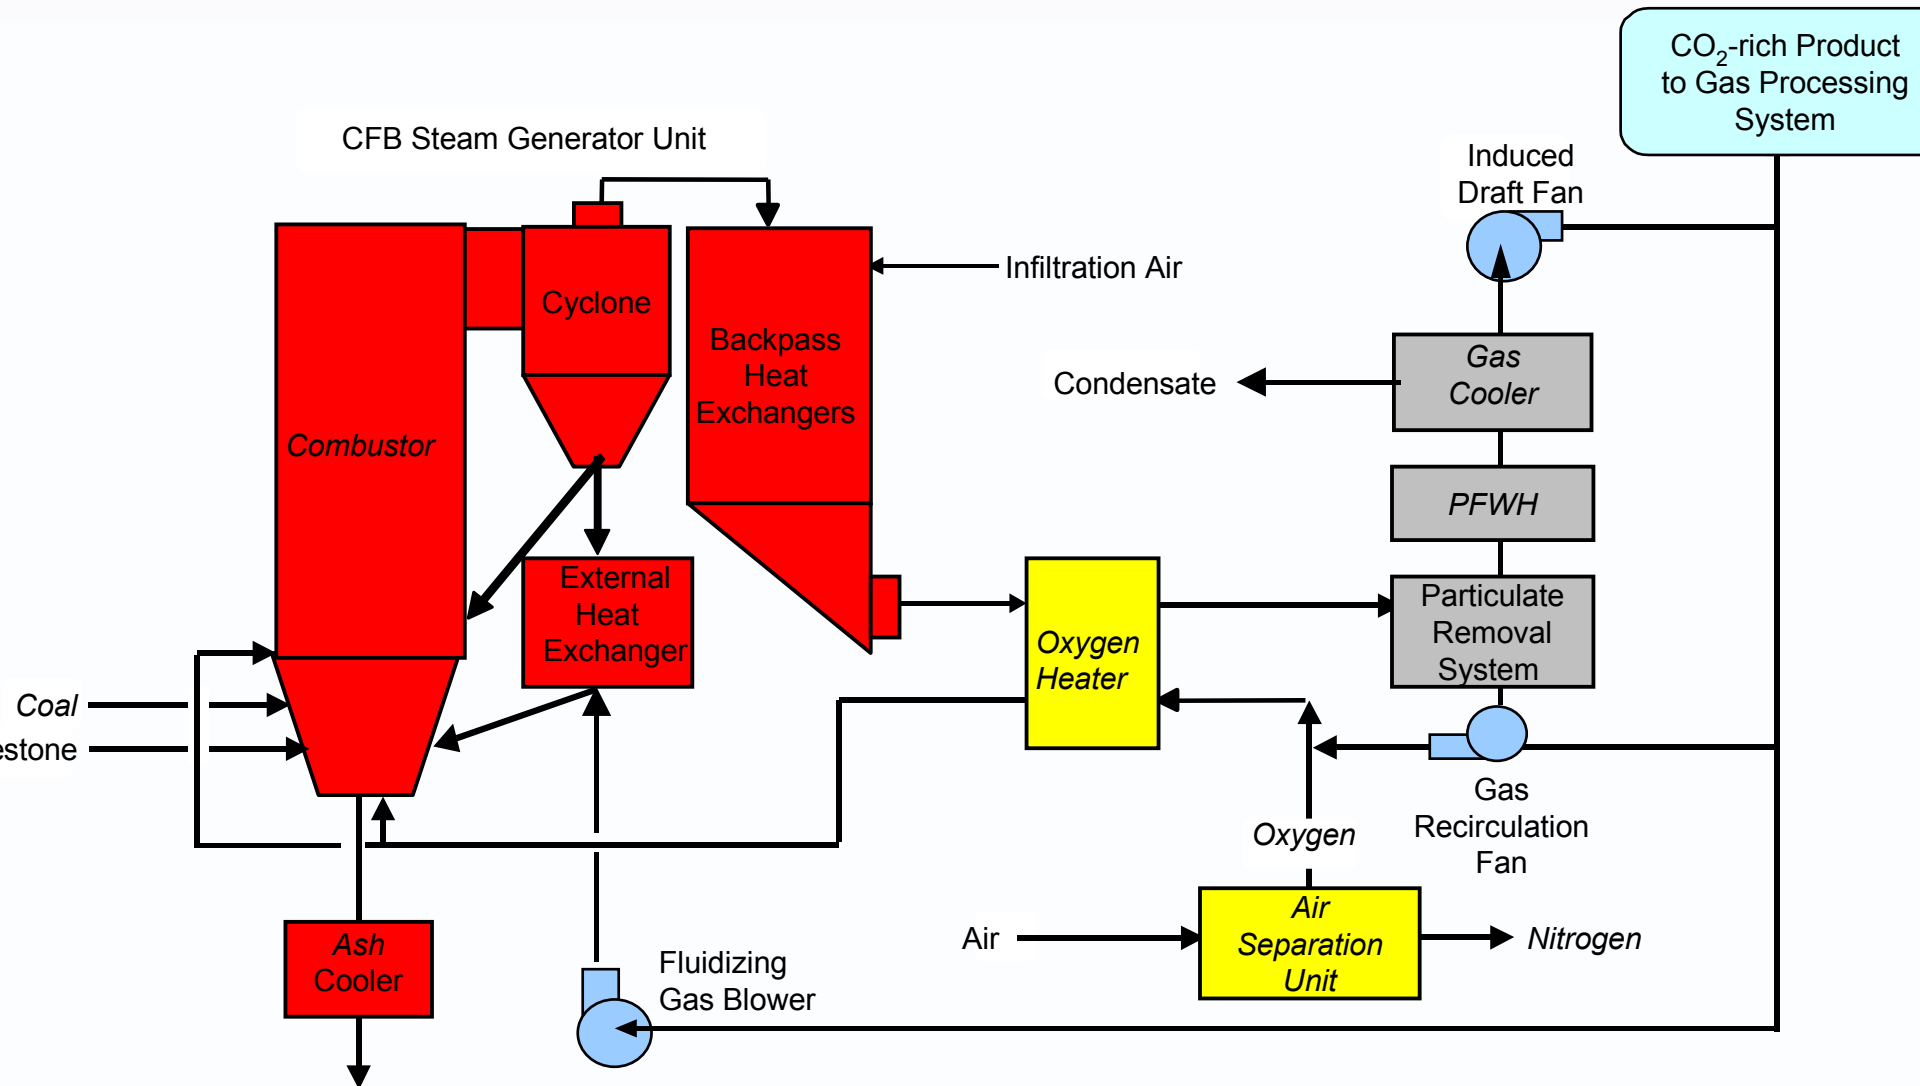 CO2-rich Product
to Gas Processing
System
CFB Steam Generator Unit
Induced
Draft Fan
Infiltration Air
Cyclone
Backpass
Heat
Exchangers
Gas
Cooler
Condensate
Combustor
PFWH
External
Heat
Exchanger
Particulate
Removal
System
Oxygen
Heater
Coal
estone
Gas
Recirculation
Fan
Oxygen
Air
Separation
Unit
Air
Nitrogen
Ash
Cooler
Fluidizing
Gas Blower